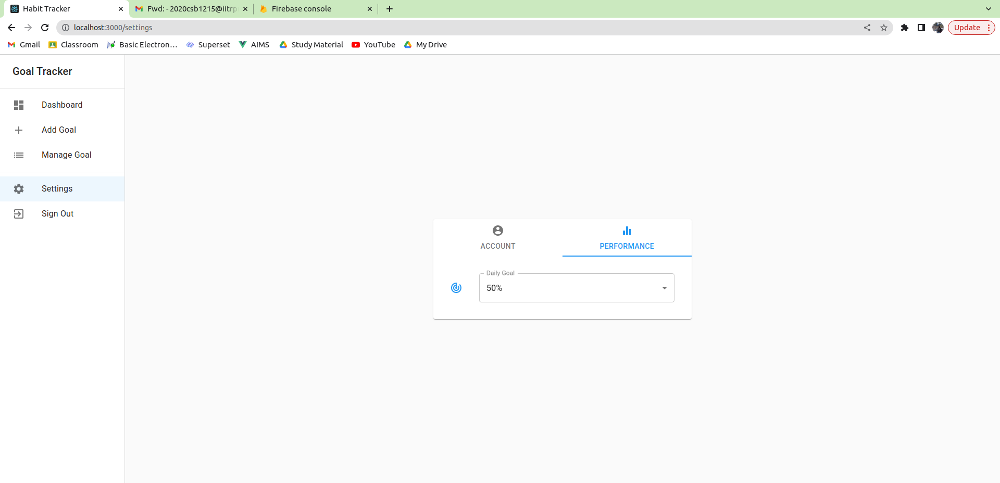 Habit Tracker
Fwd: - 2020csb1215@iitrp
Firebase console
localhost:3000/settings
Update
Gmail
Classroom
Basic Electron...
Superset
AIMS
Study Material
YouTube
My Drive
Goal Tracker
Dashboard
Add Goal
Manage Goal
Settings
Sign Out
ACCOUNT
PERFORMANCE
Daily Goal
50%